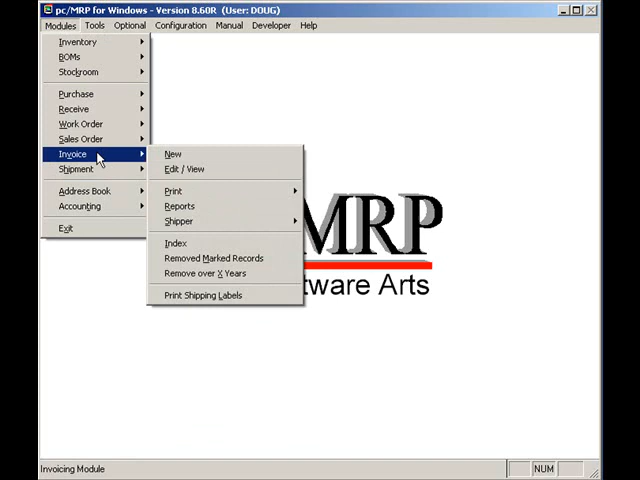 pc/MRP for Windows - Version 8.60R (User: DOUG)
Modules Tools Optional Configuration Manual Developer Help
Inventory
BOMs
Stockroom
Purchase
Receive
Work Order
Sales Order
Invoice
Shipment
Address Book
Accounting
Exit
New
Edit / View
Print
Reports
Shipper
Index
Removed Marked Records
Remove over X Years
Print Shipping Labels
MRP
tware Arts
Invoicing Module
NUM